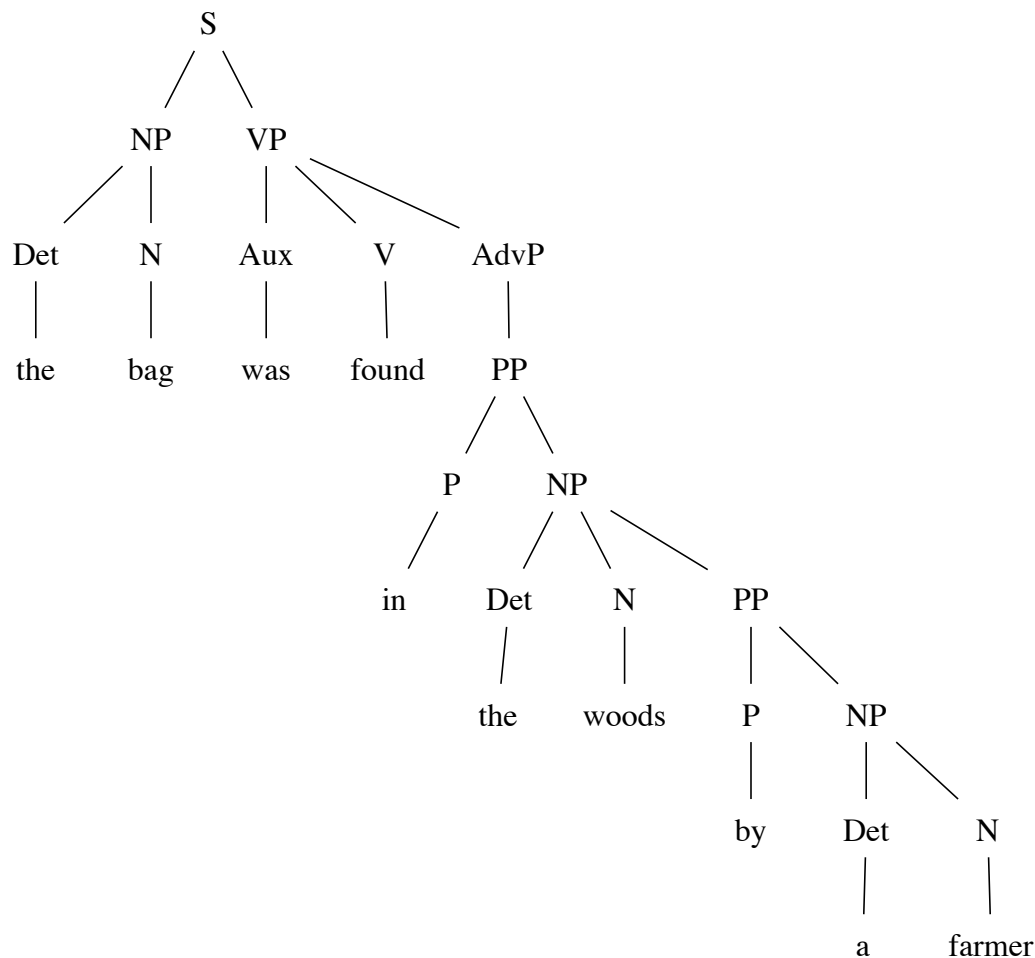 S
NP VP
Det N Aux V AdvP
the bag was found PP
P NP
in Det N PP
the woods P NP
by Det N
a farmer